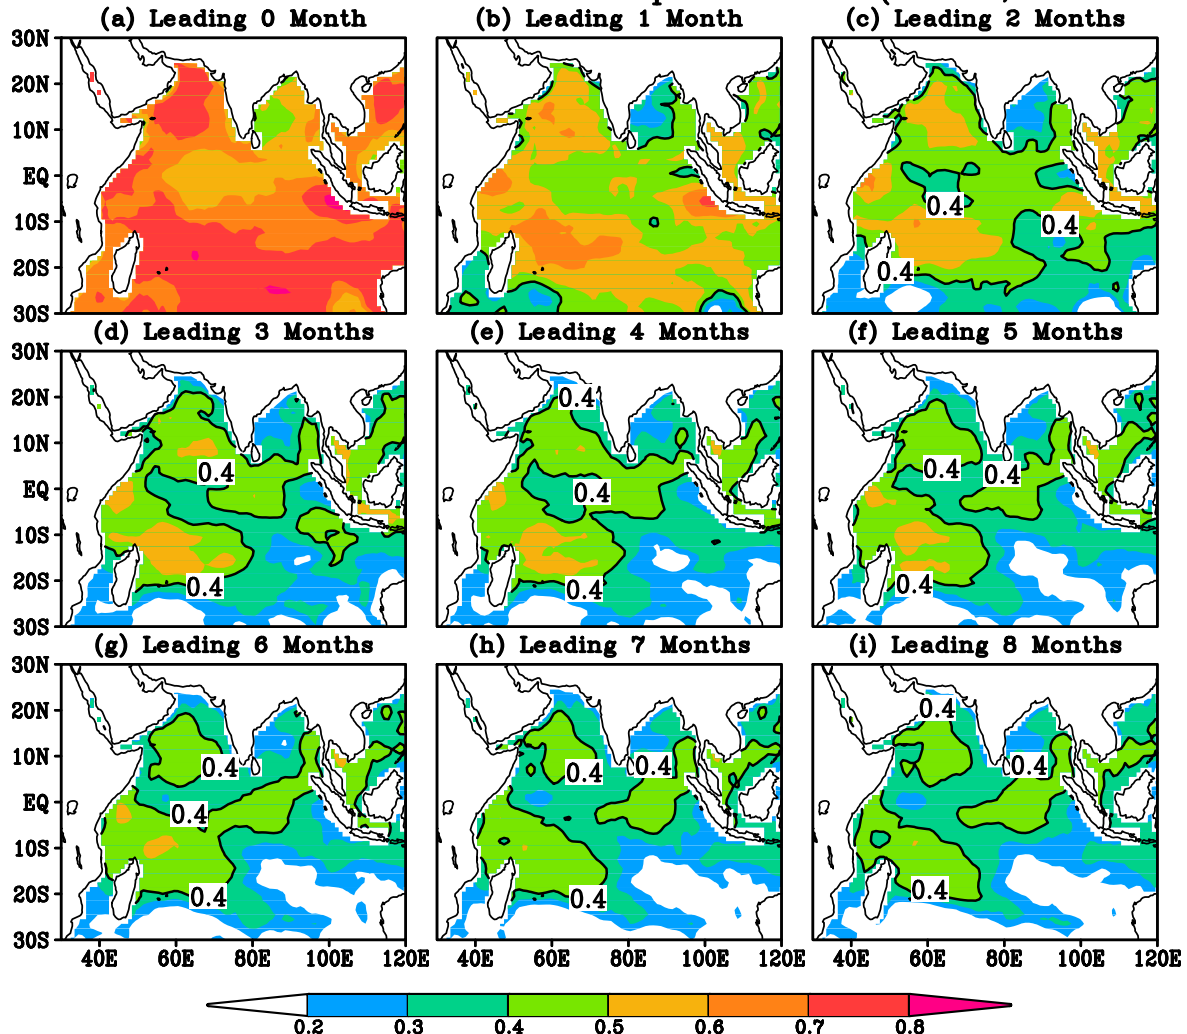 (a) Leading 0 Month (b) Leading 1 Month (c) Leading 2 Months
30N
20N
10N
EQ
10S
20S
30S
0.4
0.4
0.4
(d) Leading 3 Months (e) Leading 4 Months (f) Leading 5 Months
30N
20N
10N
EQ
10S
20S
30S
0.4
0.4
0.4
0.4
0.4
0.4
0.4
0.4
(g) Leading 6 Months (h) Leading 7 Months (i) Leading 8 Months
30N
20N
10N
EQ
10S
20S
30S
0.4
0.4
0.4
0.4
0.4
0.4
0.4
0.4
0.4
40E 60E 80E 100E 120E 40E 60E 80E 100E 120E 40E 60E 80E 100E 120E
0.2 0.3 0.4 0.5 0.6 0.7 0.8